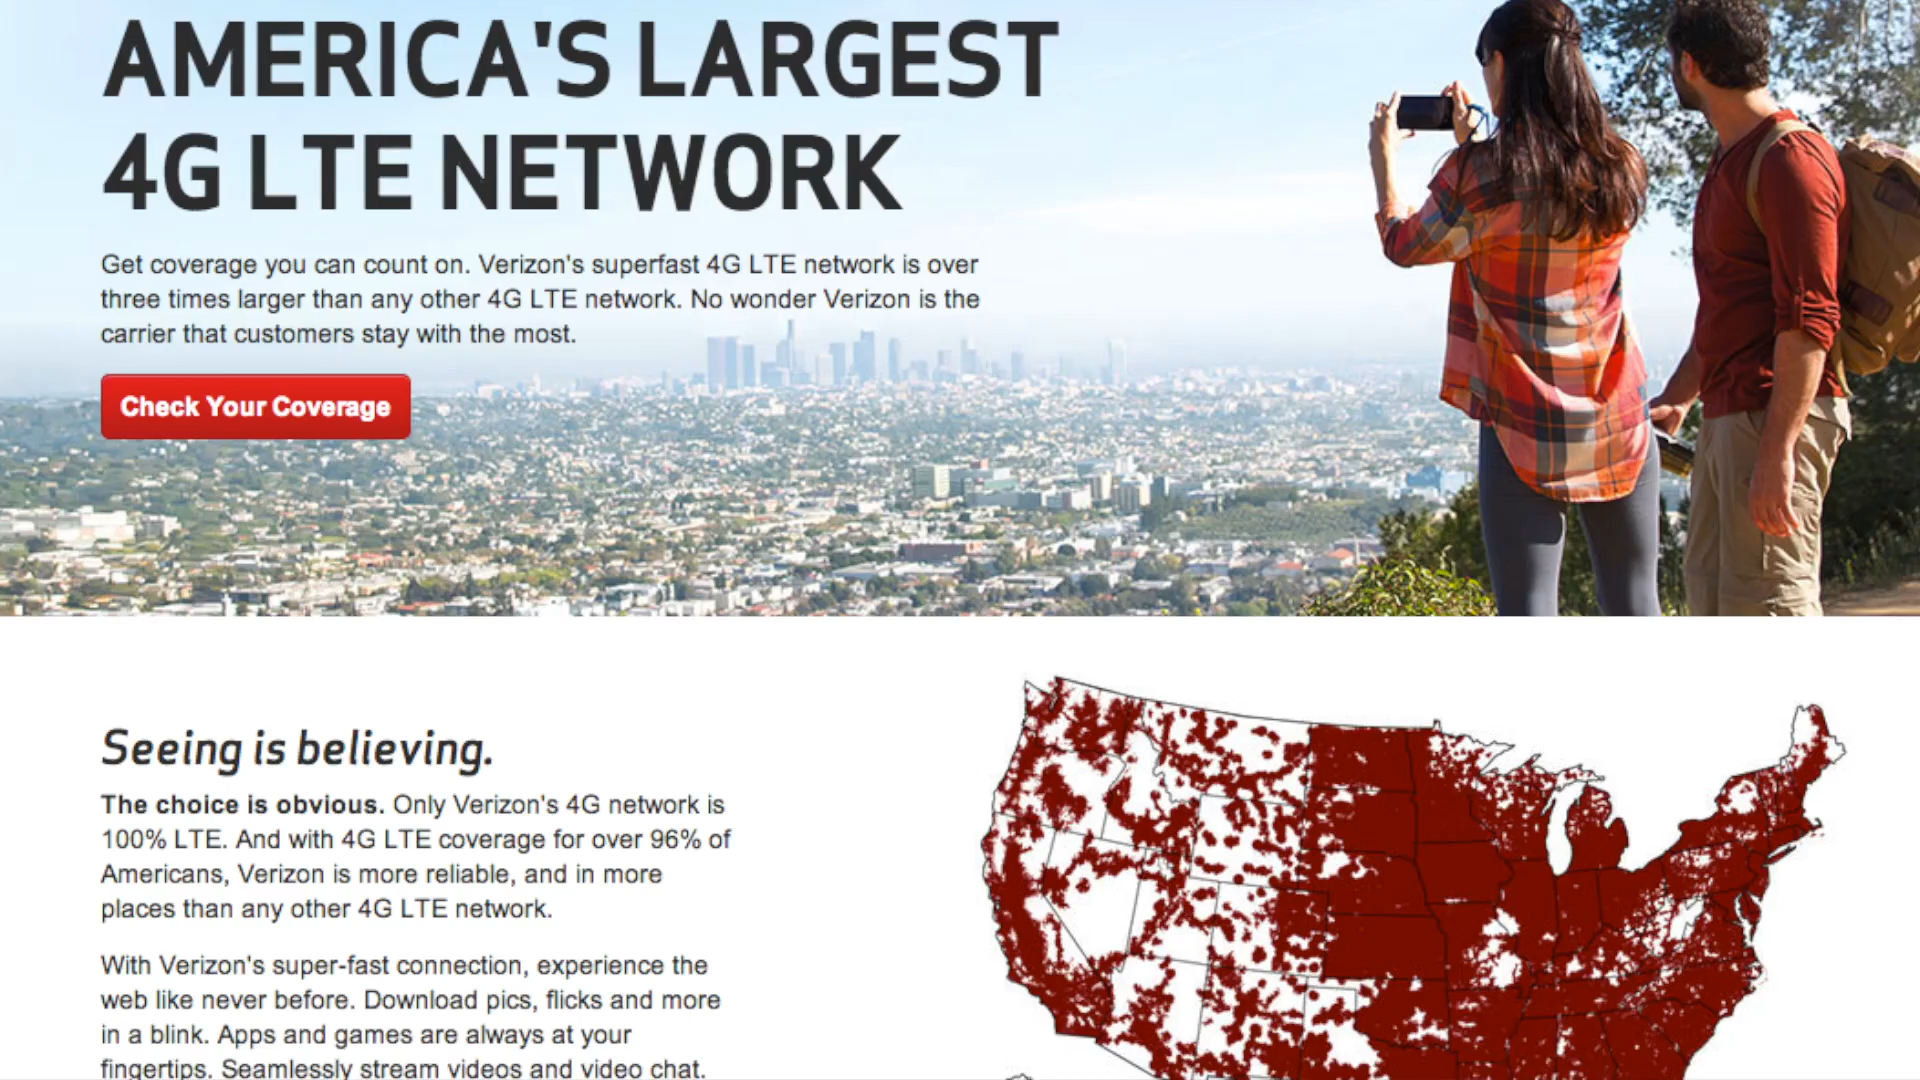 AMERICA'S LARGEST
4G LTE NETWORK
Get coverage you can count on. Verizon's superfast 4G LTE network is over
three times larger than any other 4G LTE network. No wonder Verizon is the
carrier that customers stay with the most.
Check Your Coverage
Seeing is believing.
The choice is obvious. Only Verizon's 4G network is
100% LTE. And with 4G LTE coverage for over 96% of
Americans, Verizon is more reliable, and in more
places than any other 4G LTE network.
With Verizon's super-fast connection, experience the
web like never before. Download pics, flicks and more
in a blink. Apps and games are always at your
fingertips. Seamlessly stream videos and video chat.